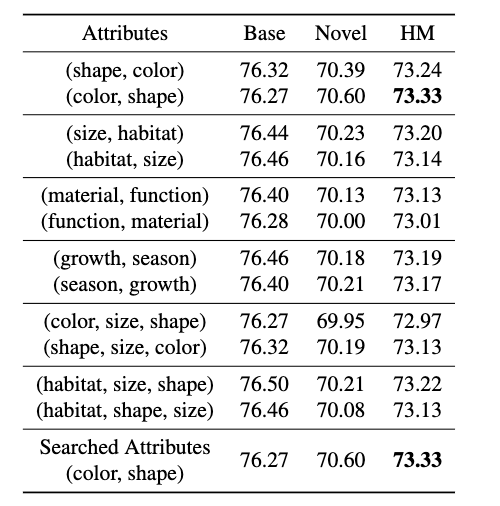 Attributes Base Novel HM
(shape, color) 76.32 70.39 73.24
(color, shape) 76.27 70.60 73.33
(size, habitat) 76.44 70.23 73.20
(habitat, size) 76.46 70.16 73.14
(material, function) 76.40 70.13 73.13
(function, material) 76.28 70.00 73.01
(growth, season) 76.46 70.18 73.19
(season, growth) 76.40 70.21 73.17
(color, size, shape) 76.27 69.95 72.97
(shape, size, color) 76.32 70.19 73.13
(habitat, size, shape) 76.50 70.21 73.22
(habitat, shape, size) 76.46 70.08 73.13
Searched Attributes
(color, shape) 76.27 70.60 73.33